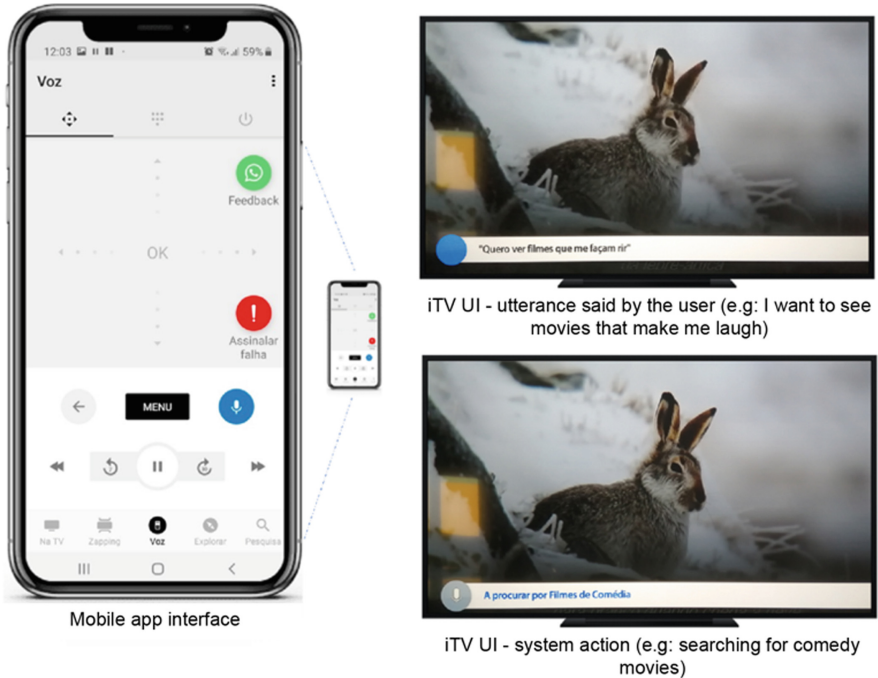 12:03
59%
Voz
Feedback
OK
Assinalar
falha
MENU
Na TV
Zapping
Voz
Explorar
Pesquisa
Mobile app interface
"Quero ver filmes que me façam rir"
iTV UI - utterance said by the user (e.g: I want to see
movies that make me laugh)
A procurar por Filmes de Comédia
iTV UI - system action (e.g: searching for comedy
movies)